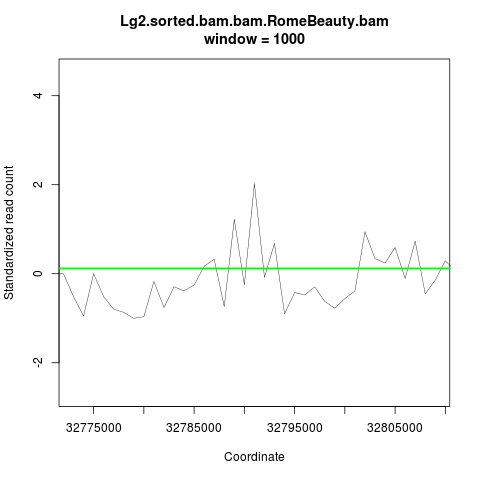 Lg2.sorted.bam.bam.RomeBeauty.bam
window = 1000
4
2
0
-2
Standardized read count
32775000 32785000 32795000 32805000
Coordinate